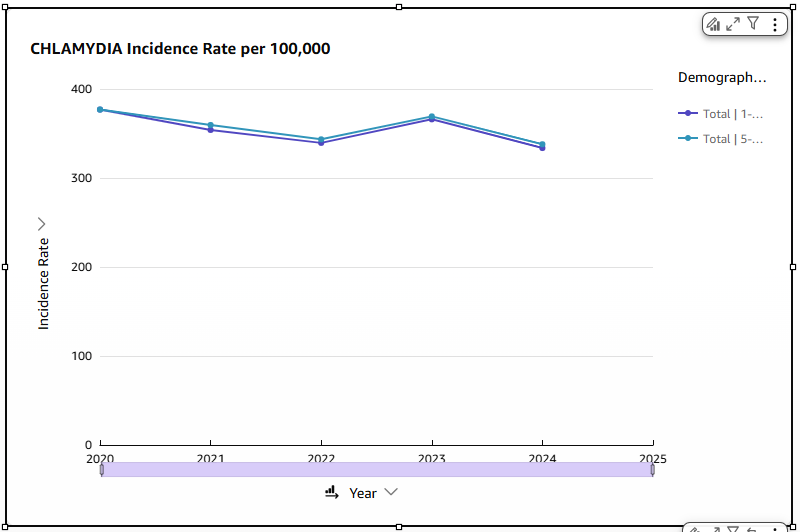 CHLAMYDIA Incidence Rate per 100,000
Demograph...
Total | 1-...
Total | 5-...
400
300
200
100
0
Incidence Rate
2020 2021 2022 2023 2024 2025
Year